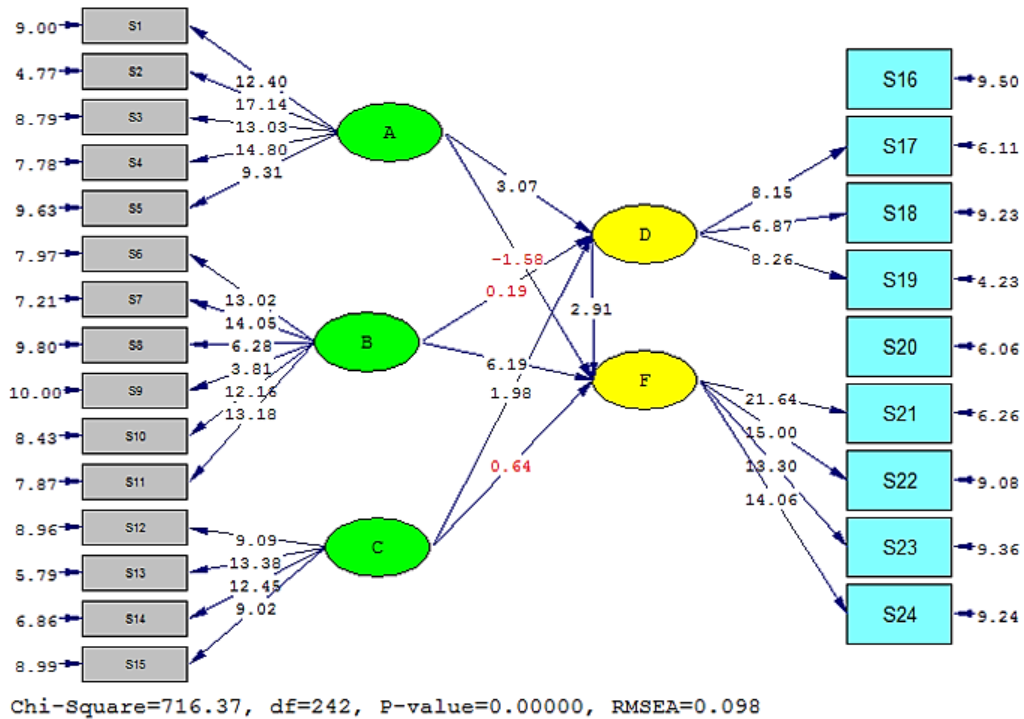 9.00 S1
4.77 S2
8.79 S3
7.78 S4
9.63 S5
7.97 S6
7.21 S7
9.80 S8
10.00 S9
8.43 S10
7.87 S11
8.96 S12
5.79 S13
6.86 S14
8.99 S15
12.40
17.14
13.03
14.80
9.31
13.02
14.05
6.28
3.81
12.16
13.18
9.09
13.38
12.45
9.02
A
B
C
3.07
-1.58
0.19
2.91
6.19
1.98
0.64
D
F
8.15
6.87
8.26
21.64
15.00
13.30
14.06
S16 9.50
S17 6.11
S18 9.23
S19 4.23
S20 6.06
S21 6.26
S22 9.08
S23 9.36
S24 9.24
Chi-Square=716.37, df=242, P-value=0.00000, RMSEA=0.098